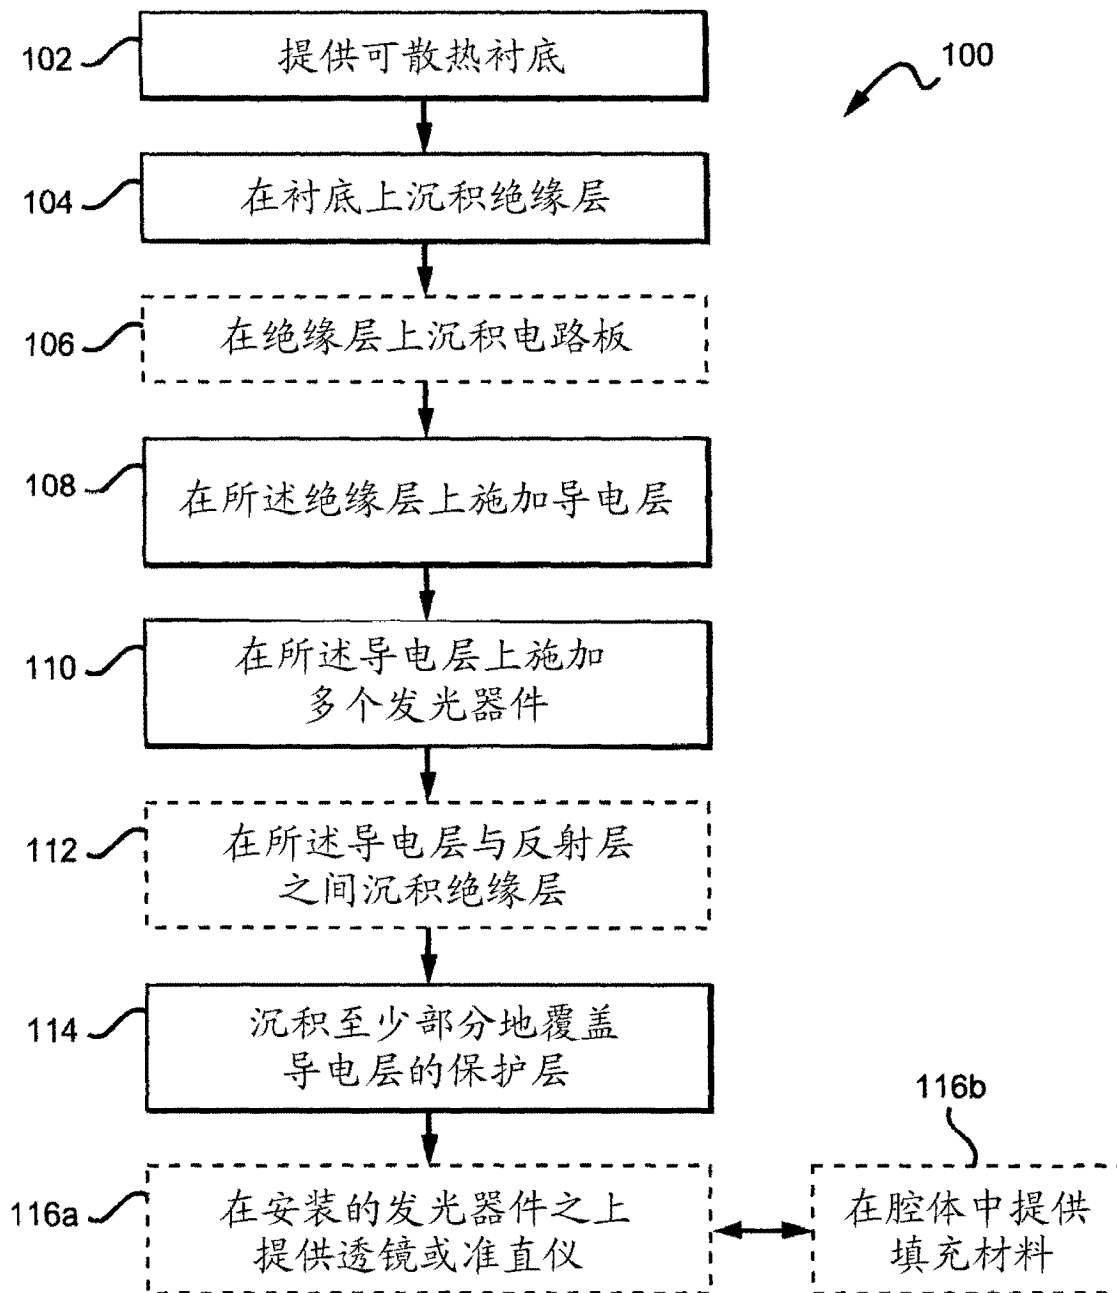 102
提供可散热衬底
100
104
在衬底上沉积绝缘层
106
在绝缘层上沉积电路板
108
在所述绝缘层上施加导电层
110
在所述导电层上施加
多个发光器件
112
在所述导电层与反射层
之间沉积绝缘层
114
沉积至少部分地覆盖
导电层的保护层
116a
在安装的发光器件之上
提供透镜或准直仪
116b
在腔体中提供
填充材料